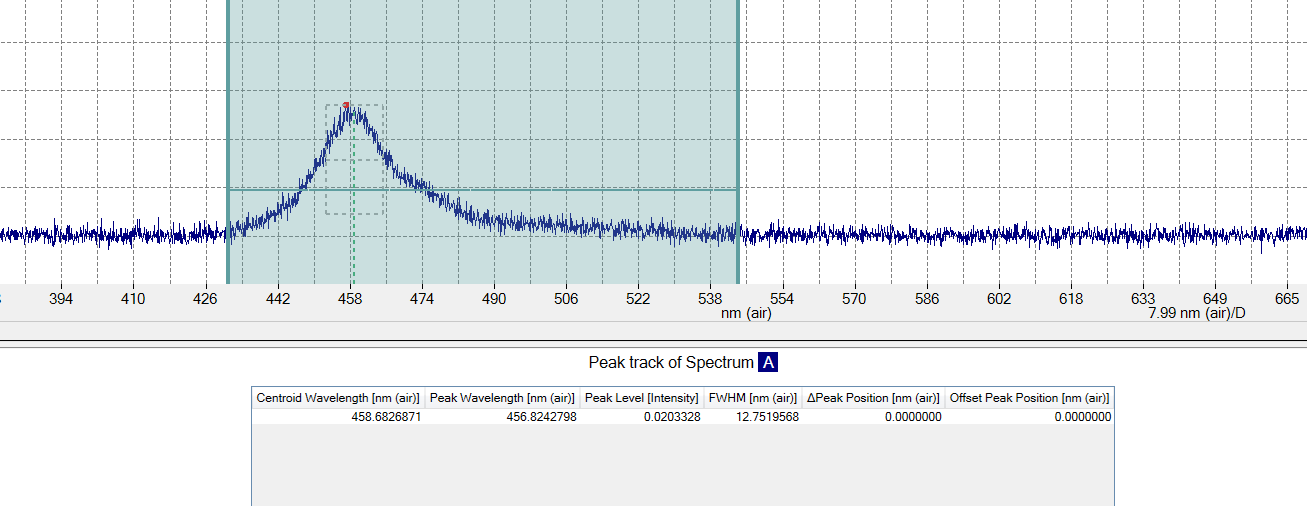 394 410 426 442 458 474 490 506 522 538 554 570 586 602 618 633 649 665
nm (air) 7.99 nm (air)/D
Peak track of Spectrum A
Centroid Wavelength [nm (air)] Peak Wavelength [nm (air)] Peak Level [Intensity] FWHM [nm (air)] ΔPeak Position [nm (air)] Offset Peak Position [nm (air)]
458.6826871 456.8242798 0.0203328 12.7519568 0.0000000 0.0000000